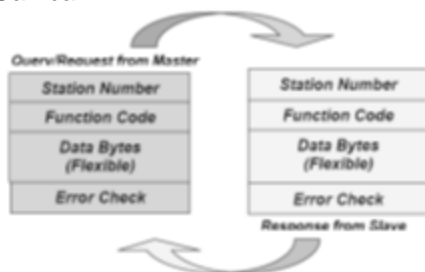 Query/Request from Master
Station Number
Function Code
Data Bytes
(Flexible)
Error Check
Station Number
Function Code
Data Bytes
(Flexible)
Error Check
Response from Slave